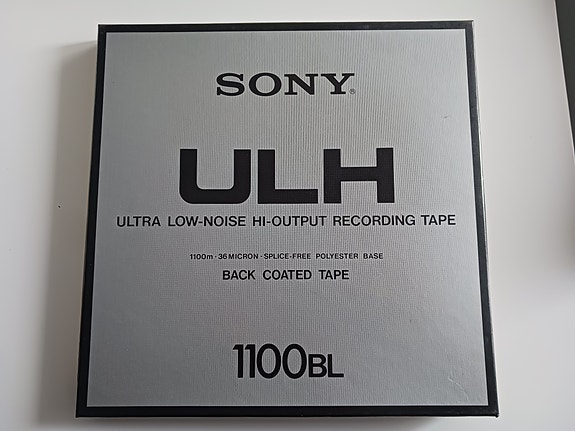 SONY®
ULH
ULTRA LOW-NOISE HI-OUTPUT RECORDING TAPE
1100m · 36 MICRON · SPLICE-FREE POLYESTER BASE
BACK COATED TAPE
1100BL